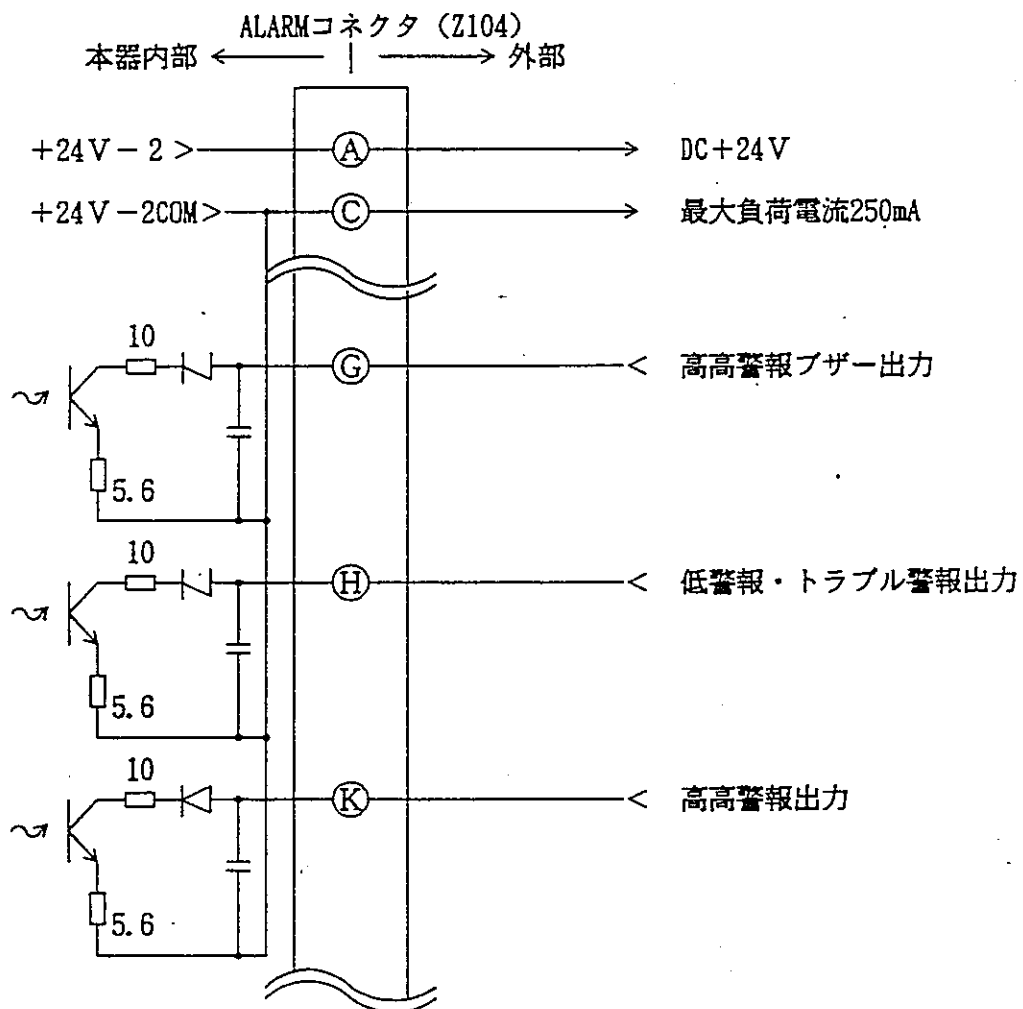 ALARMコネクタ (Z104)
本器内部 ←――│――→ 外部
+24V-2 > A DC+24V
+24V-2COM> C 最大負荷電流250mA
10
G < 高高警報ブザー出力
5.6
10
H < 低警報・トラブル警報出力
5.6
10
K < 高高警報出力
5.6